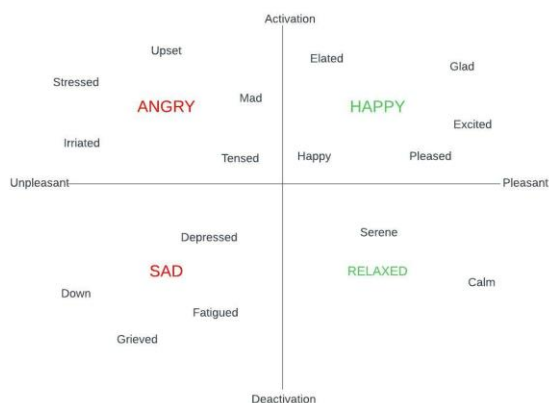 Activation
Upset
Elated
Glad
Stressed
Mad
ANGRY
HAPPY
Excited
Irriated
Tensed
Happy
Pleased
Unpleasant
Pleasant
Depressed
Serene
SAD
RELAXED
Calm
Down
Fatigued
Grieved
Deactivation